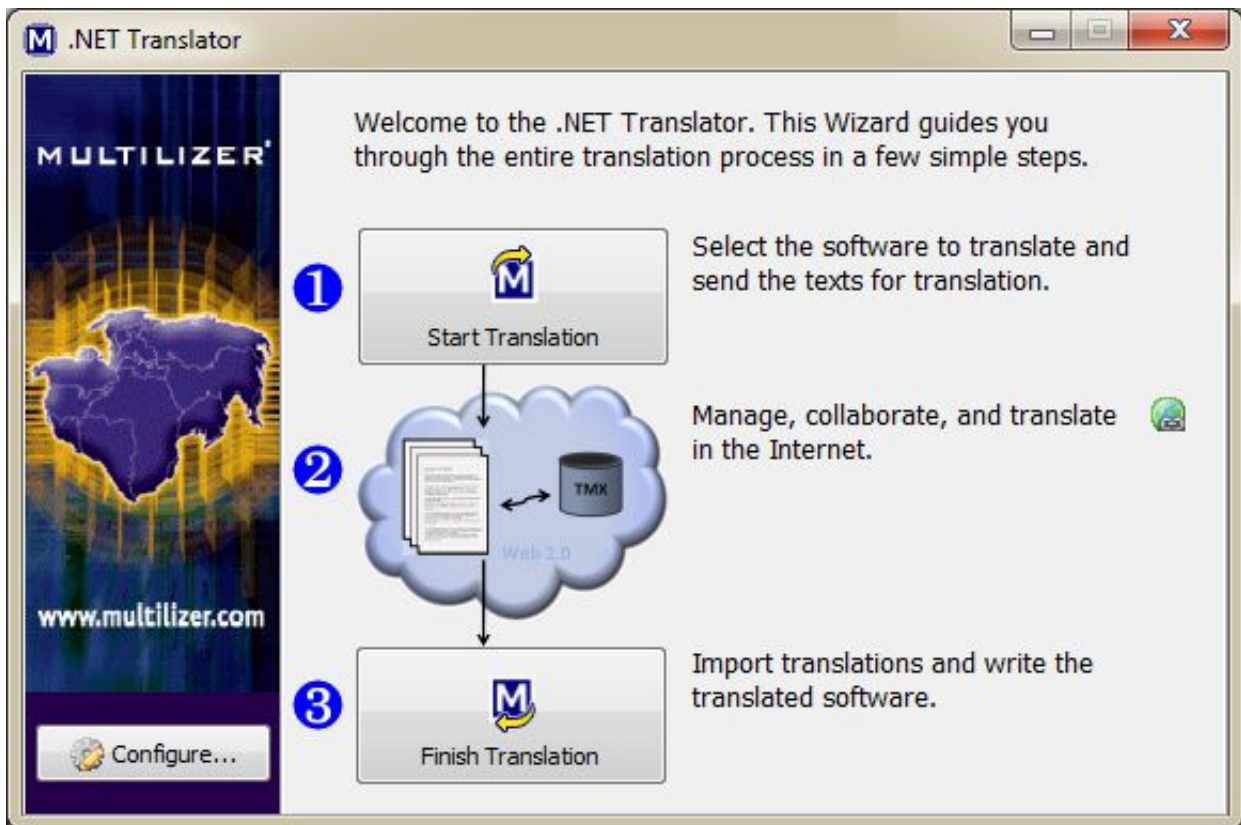 .NET Translator
MULTILIZER
Welcome to the .NET Translator. This Wizard guides you
through the entire translation process in a few simple steps.
1
Start Translation
Select the software to translate and
send the texts for translation.
2
TMX
Web 2.0
Manage, collaborate, and translate
in the Internet.
www.multilizer.com
3
Finish Translation
Import translations and write the
translated software.
Configure...